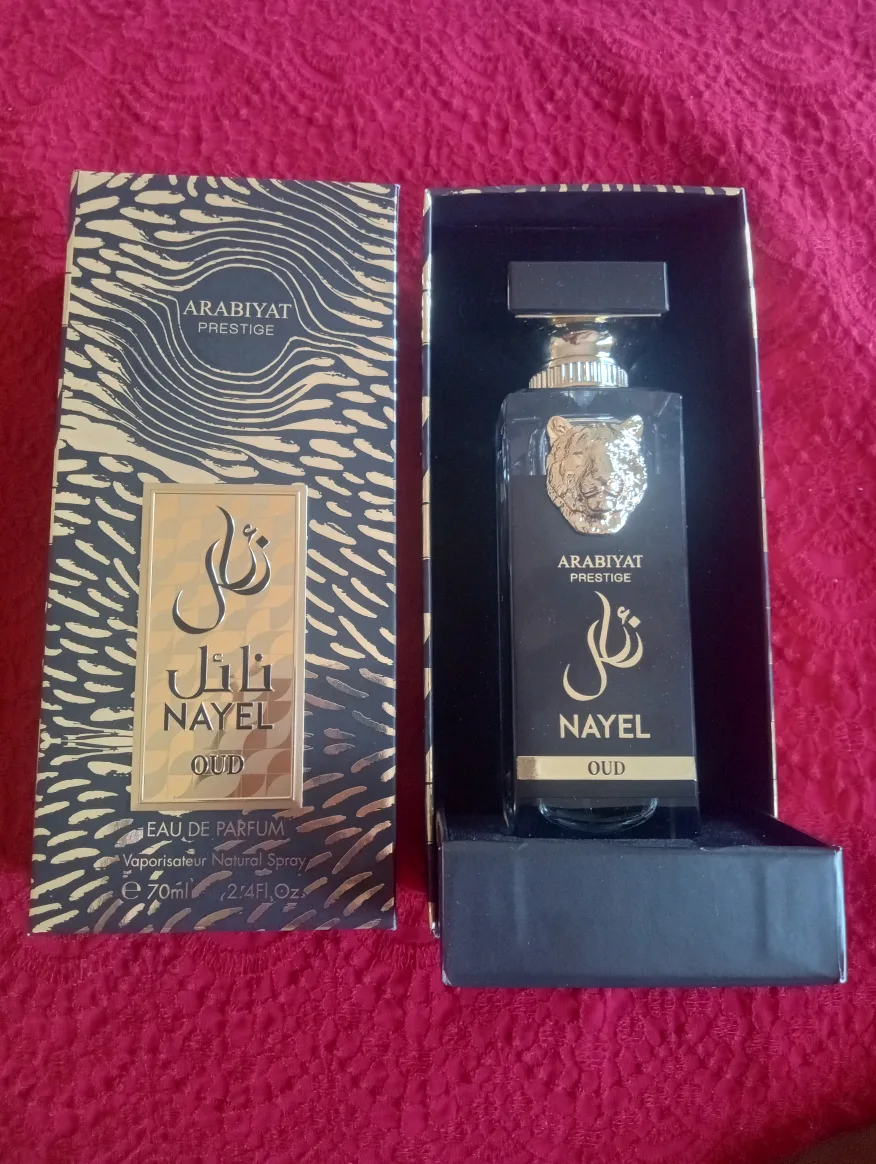 ARABIYAT
PRESTIGE
نائل
نائل
NAYEL
OUD
EAU DE PARFUM
Vaporisateur Natural Spray
℮ 70ml 2.4Fl.Oz.
ARABIYAT
PRESTIGE
نائل
NAYEL
OUD